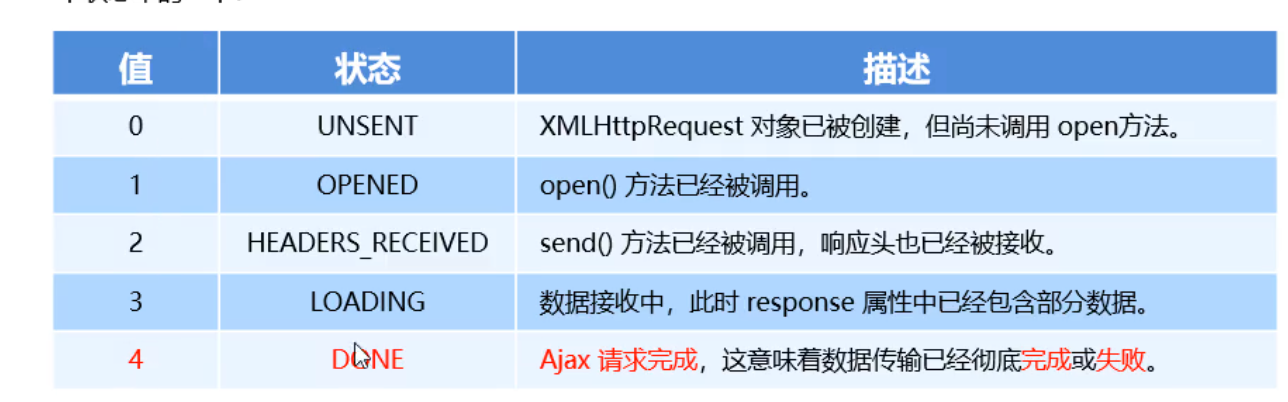 值 状态 描述
0 UNSENT XMLHttpRequest 对象已被创建，但尚未调用 open方法。
1 OPENED open() 方法已经被调用。
2 HEADERS_RECEIVED send() 方法已经被调用，响应头也已经被接收。
3 LOADING 数据接收中，此时 response 属性中已经包含部分数据。
4 DONE Ajax 请求完成，这意味着数据传输已经彻底完成或失败。